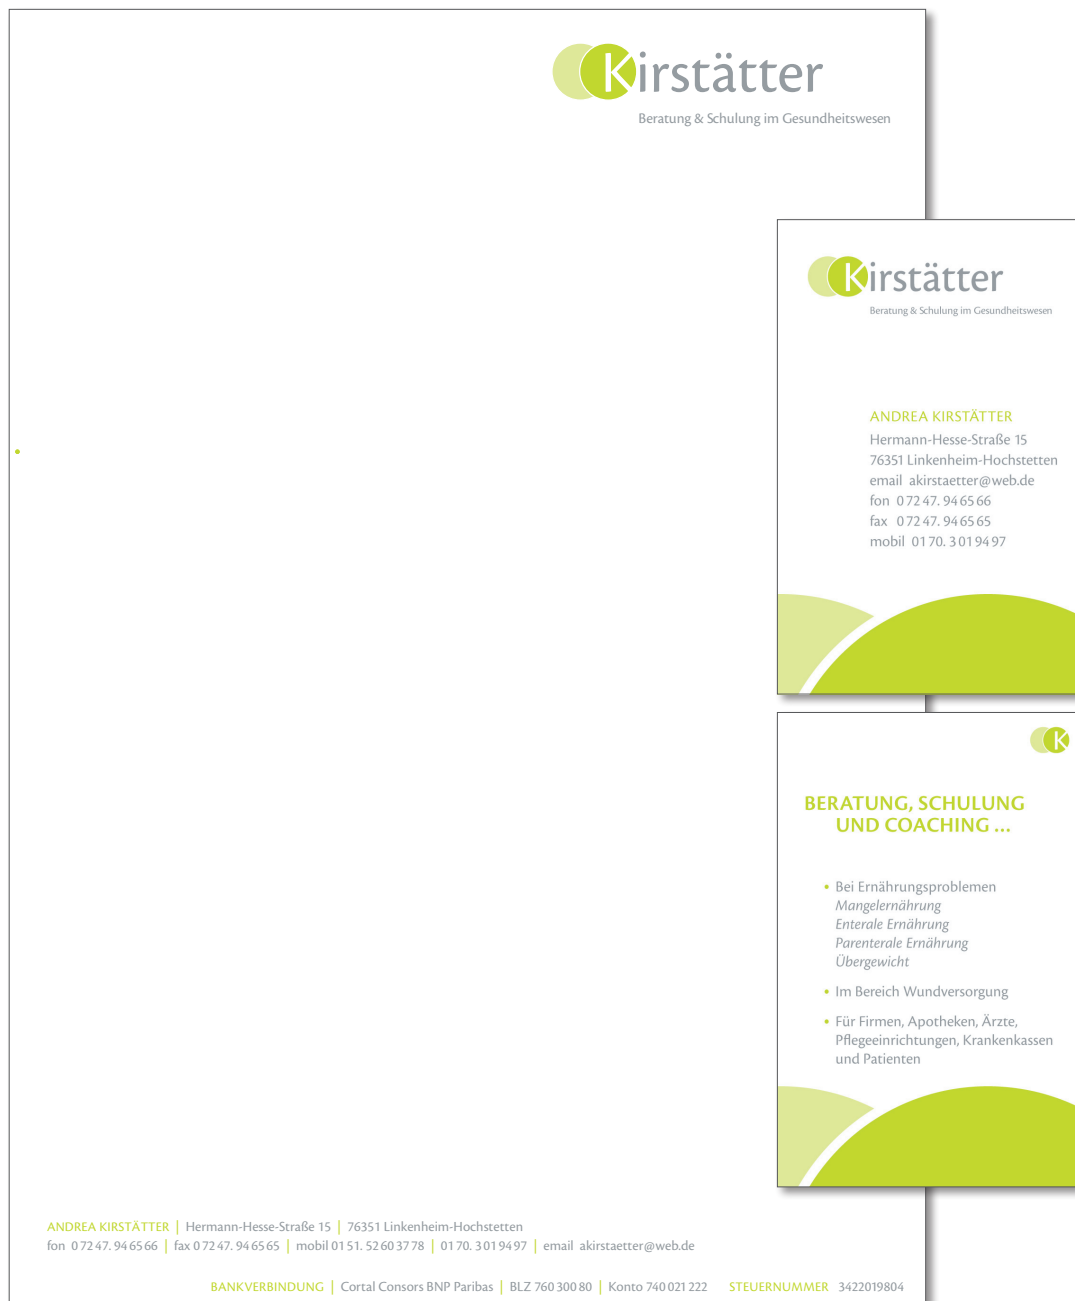 Kirstätter
Beratung & Schulung im Gesundheitswesen
Kirstätter
Beratung & Schulung im Gesundheitswesen
ANDREA KIRSTÄTTER
Hermann-Hesse-Straße 15
76351 Linkenheim-Hochstetten
email akirstaetter@web.de
fon 0 72 47. 94 65 66
fax 0 72 47. 94 65 65
mobil 01 70. 3 01 94 97
K
BERATUNG, SCHULUNG
UND COACHING ...
• Bei Ernährungsproblemen
Mangelernährung
Enterale Ernährung
Parenterale Ernährung
Übergewicht
• Im Bereich Wundversorgung
• Für Firmen, Apotheken, Ärzte,
Pflegeeinrichtungen, Krankenkassen
und Patienten
ANDREA KIRSTÄTTER | Hermann-Hesse-Straße 15 | 76351 Linkenheim-Hochstetten
fon 0 72 47. 94 65 66 | fax 0 72 47. 94 65 65 | mobil 01 51. 52 60 37 78 | 01 70. 3 01 94 97 | email akirstaetter@web.de
BANKVERBINDUNG | Cortal Consors BNP Paribas | BLZ 760 300 80 | Konto 740 021 222 STEUERNUMMER 3422019804